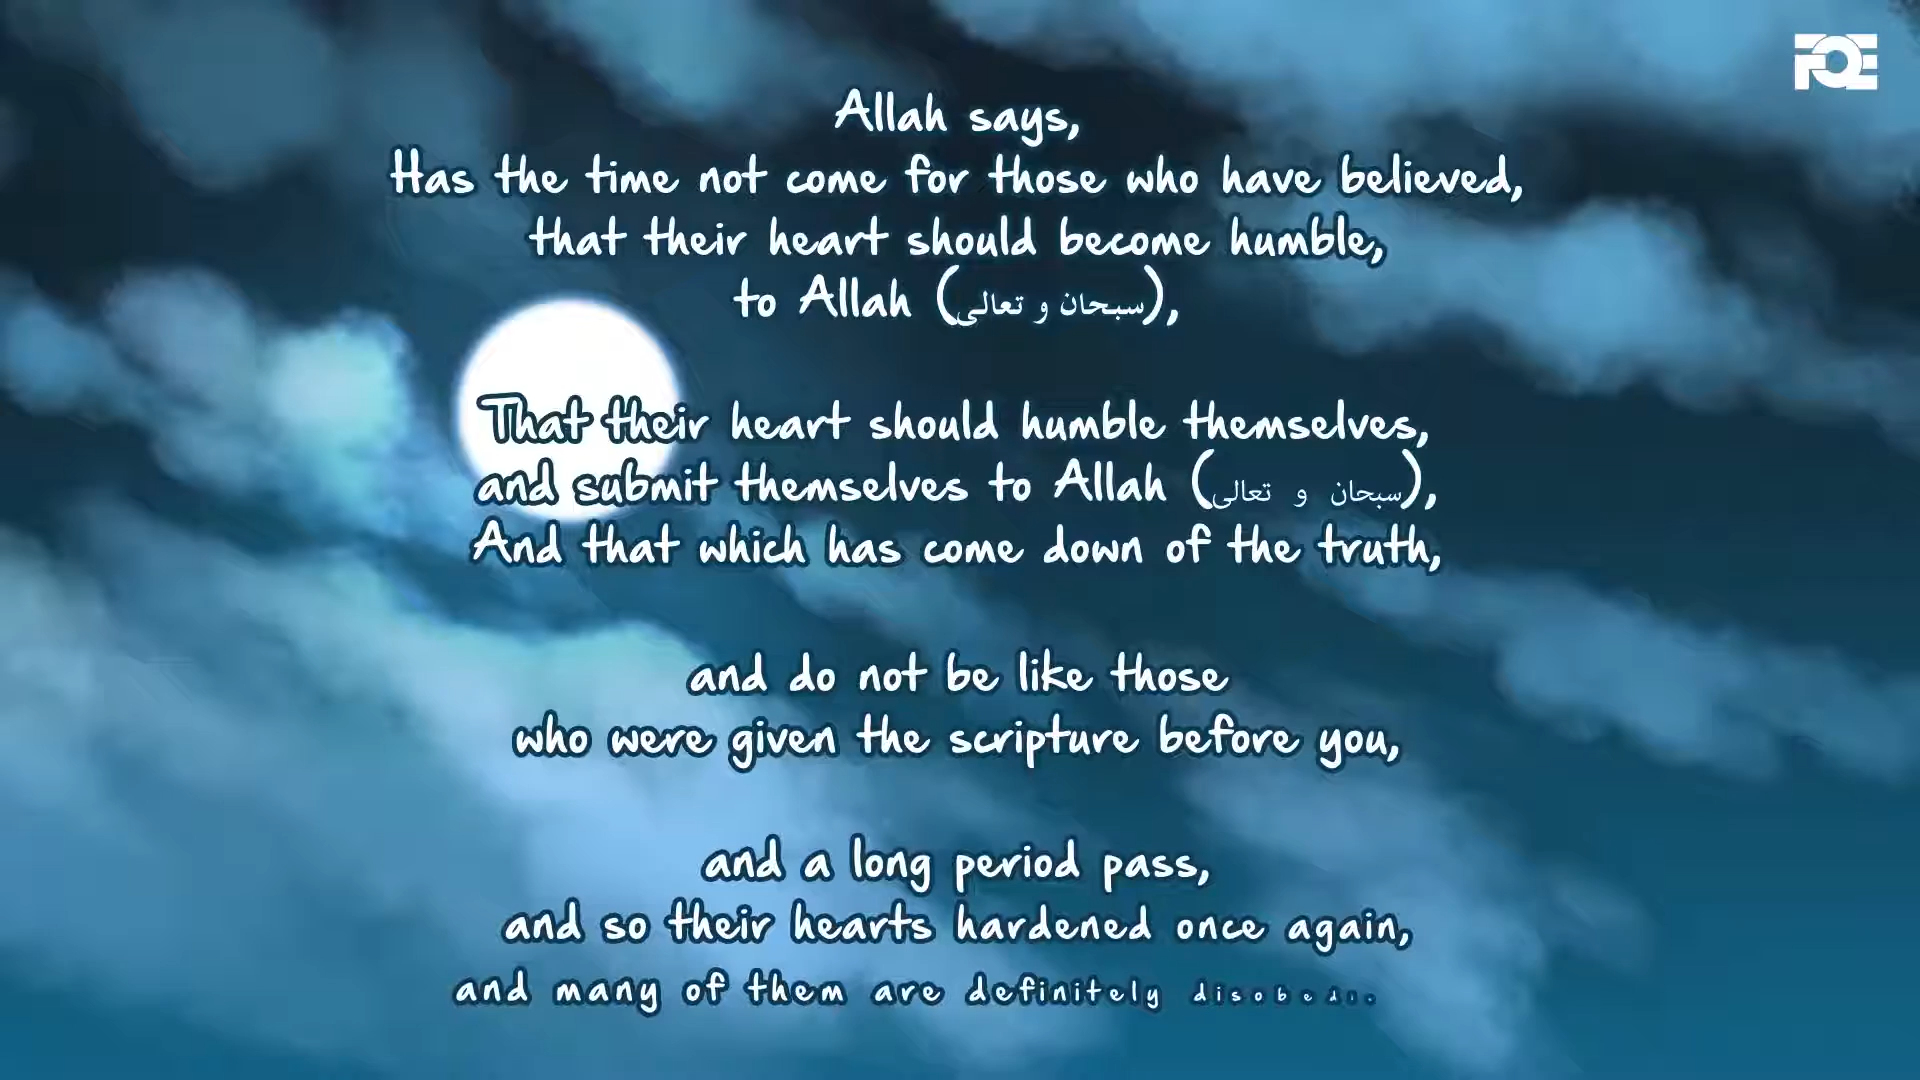 FQE
Allah says,
Has the time not come for those who have believed,
that their heart should become humble,
to Allah (سبحان و تعالى),
That their heart should humble themselves,
and submit themselves to Allah (سبحان و تعالى),
And that which has come down of the truth,
and do not be like those
who were given the scripture before you,
and a long period pass,
and so their hearts hardened once again,
and many of them are definitely